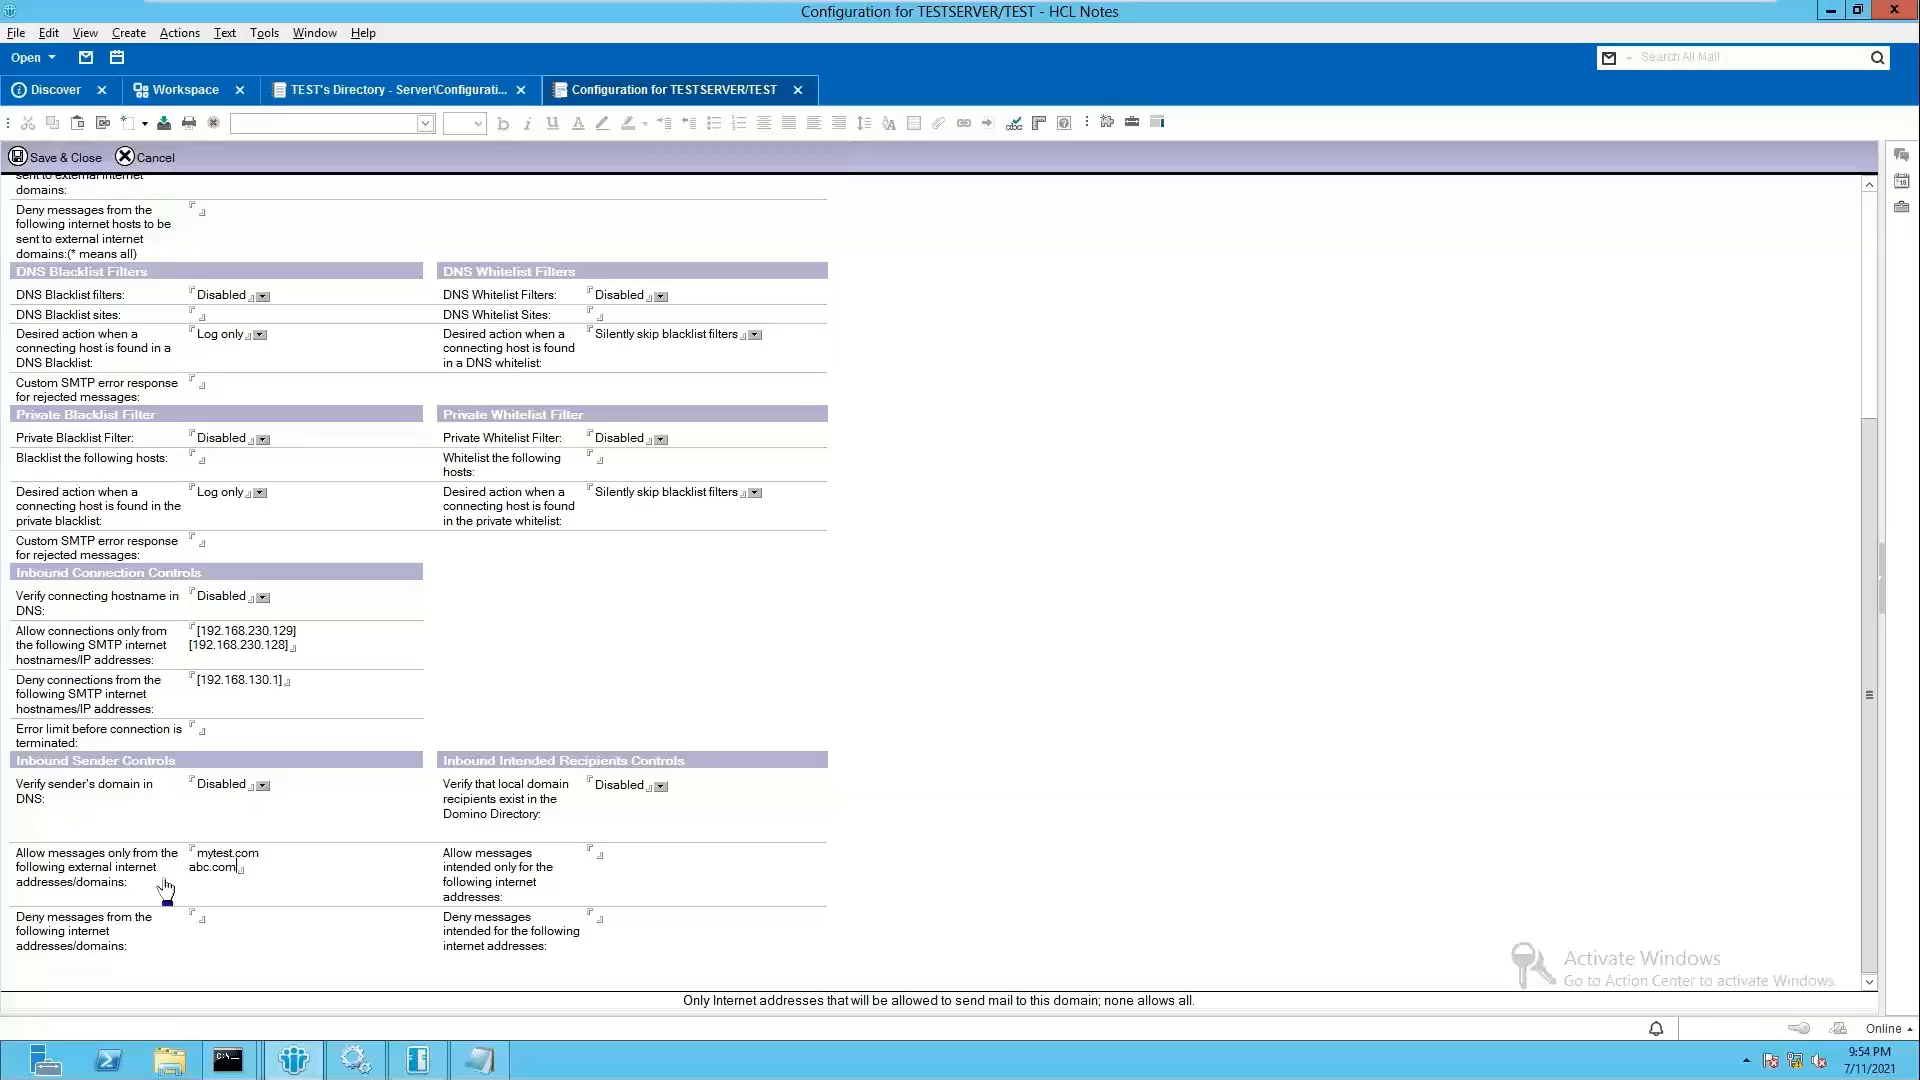 Configuration for TESTSERVER/TEST - HCL Notes
File Edit View Create Actions Text Tools Window Help
Open
Search All Mail
Discover
Workspace
TEST's Directory - Server\Configurati...
Configuration for TESTSERVER/TEST
Save & Close
Cancel
sent to external internet
domains:
Deny messages from the
following internet hosts to be
sent to external internet
domains:(* means all)
DNS Blacklist Filters
DNS Whitelist Filters
DNS Blacklist filters: Disabled
DNS Whitelist Filters: Disabled
DNS Blacklist sites:
DNS Whitelist Sites:
Desired action when a
connecting host is found in a
DNS Blacklist:
Log only
Desired action when a
connecting host is found
in a DNS whitelist:
Silently skip blacklist filters
Custom SMTP error response
for rejected messages:
Private Blacklist Filter
Private Whitelist Filter
Private Blacklist Filter: Disabled
Private Whitelist Filter: Disabled
Blacklist the following hosts:
Whitelist the following
hosts:
Desired action when a
connecting host is found in the
private blacklist:
Log only
Desired action when a
connecting host is found
in the private whitelist:
Silently skip blacklist filters
Custom SMTP error response
for rejected messages:
Inbound Connection Controls
Verify connecting hostname in
DNS:
Disabled
Allow connections only from
the following SMTP internet
hostnames/IP addresses:
[192.168.230.129]
[192.168.230.128]
Deny connections from the
following SMTP internet
hostnames/IP addresses:
[192.168.130.1]
Error limit before connection is
terminated:
Inbound Sender Controls
Inbound Intended Recipients Controls
Verify sender's domain in
DNS:
Disabled
Verify that local domain
recipients exist in the
Domino Directory:
Disabled
Allow messages only from the
following external internet
addresses/domains:
mytest.com
abc.com
Allow messages
intended only for the
following internet
addresses:
Deny messages from the
following internet
addresses/domains:
Deny messages
intended for the following
internet addresses:
Activate Windows
Go to Action Center to activate Windows.
Only Internet addresses that will be allowed to send mail to this domain; none allows all.
Online
9:54 PM
7/11/2021